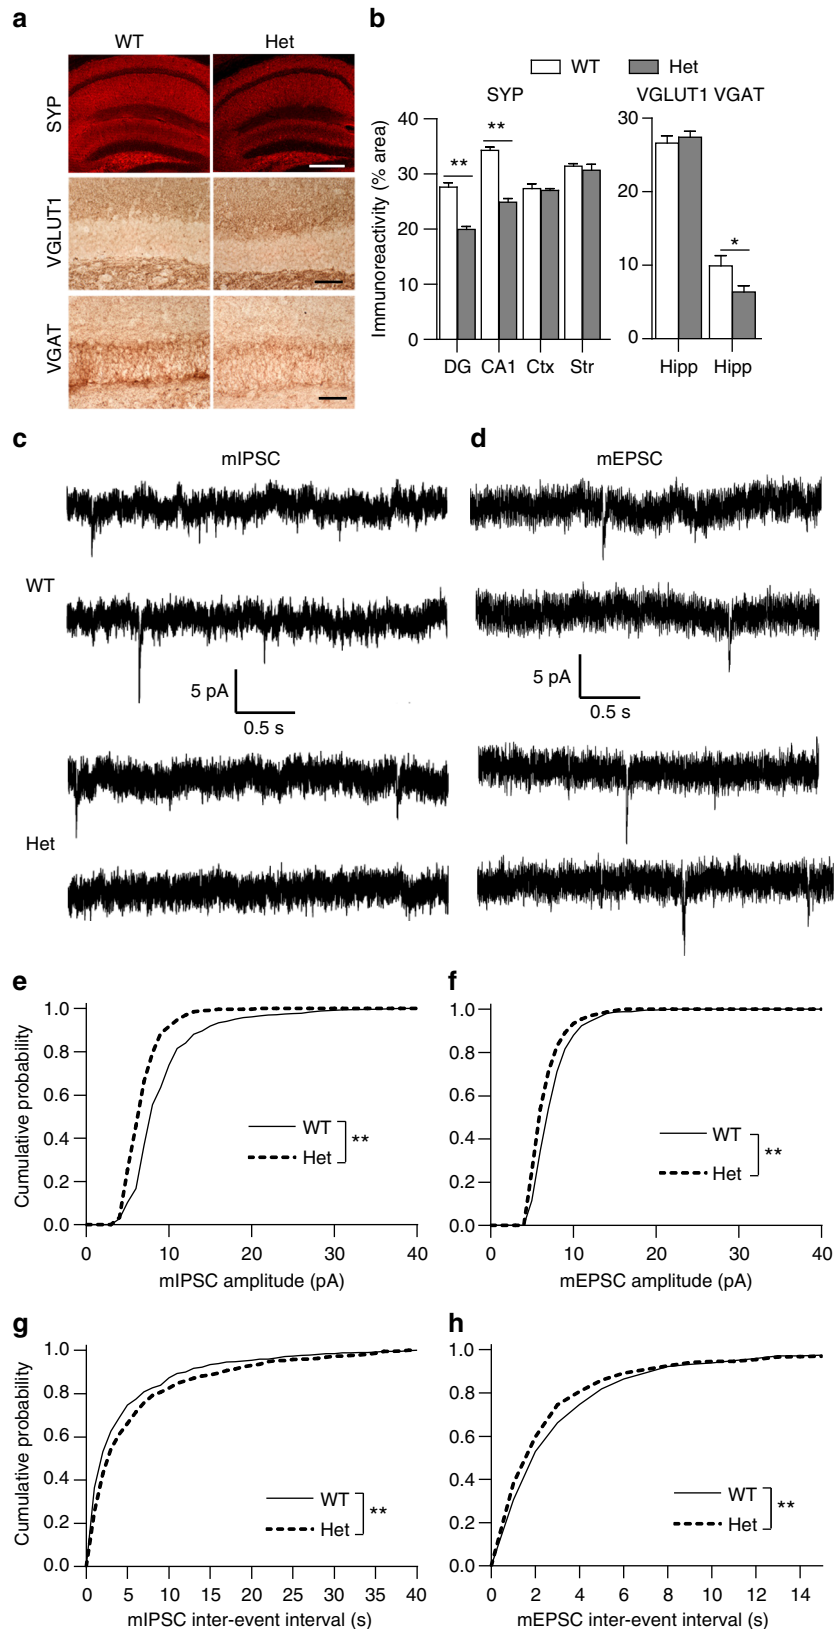 a
WT Het
SYP
VGLUT1
VGAT
b
WT Het
SYP
VGLUT1 VGAT
Immunoreactivity (% area)
40
30
20
10
0
** **
DG CA1 Ctx Str
30
20
10
0
*
Hipp Hipp
c
mIPSC
d
mEPSC
WT
5 pA
0.5 s
5 pA
0.5 s
Het
e
Cumulative probability
1.0
0.8
0.6
0.4
0.2
0.0
WT
Het
**
0 10 20 30 40
mIPSC amplitude (pA)
f
1.0
0.8
0.6
0.4
0.2
0.0
WT
Het
**
0 10 20 30 40
mEPSC amplitude (pA)
g
Cumulative probability
1.0
0.8
0.6
0.4
0.2
0.0
WT
Het
**
0 5 10 15 20 25 30 35 40
mIPSC inter-event interval (s)
h
1.0
0.8
0.6
0.4
0.2
0.0
WT
Het
**
0 2 4 6 8 10 12 14
mEPSC inter-event interval (s)